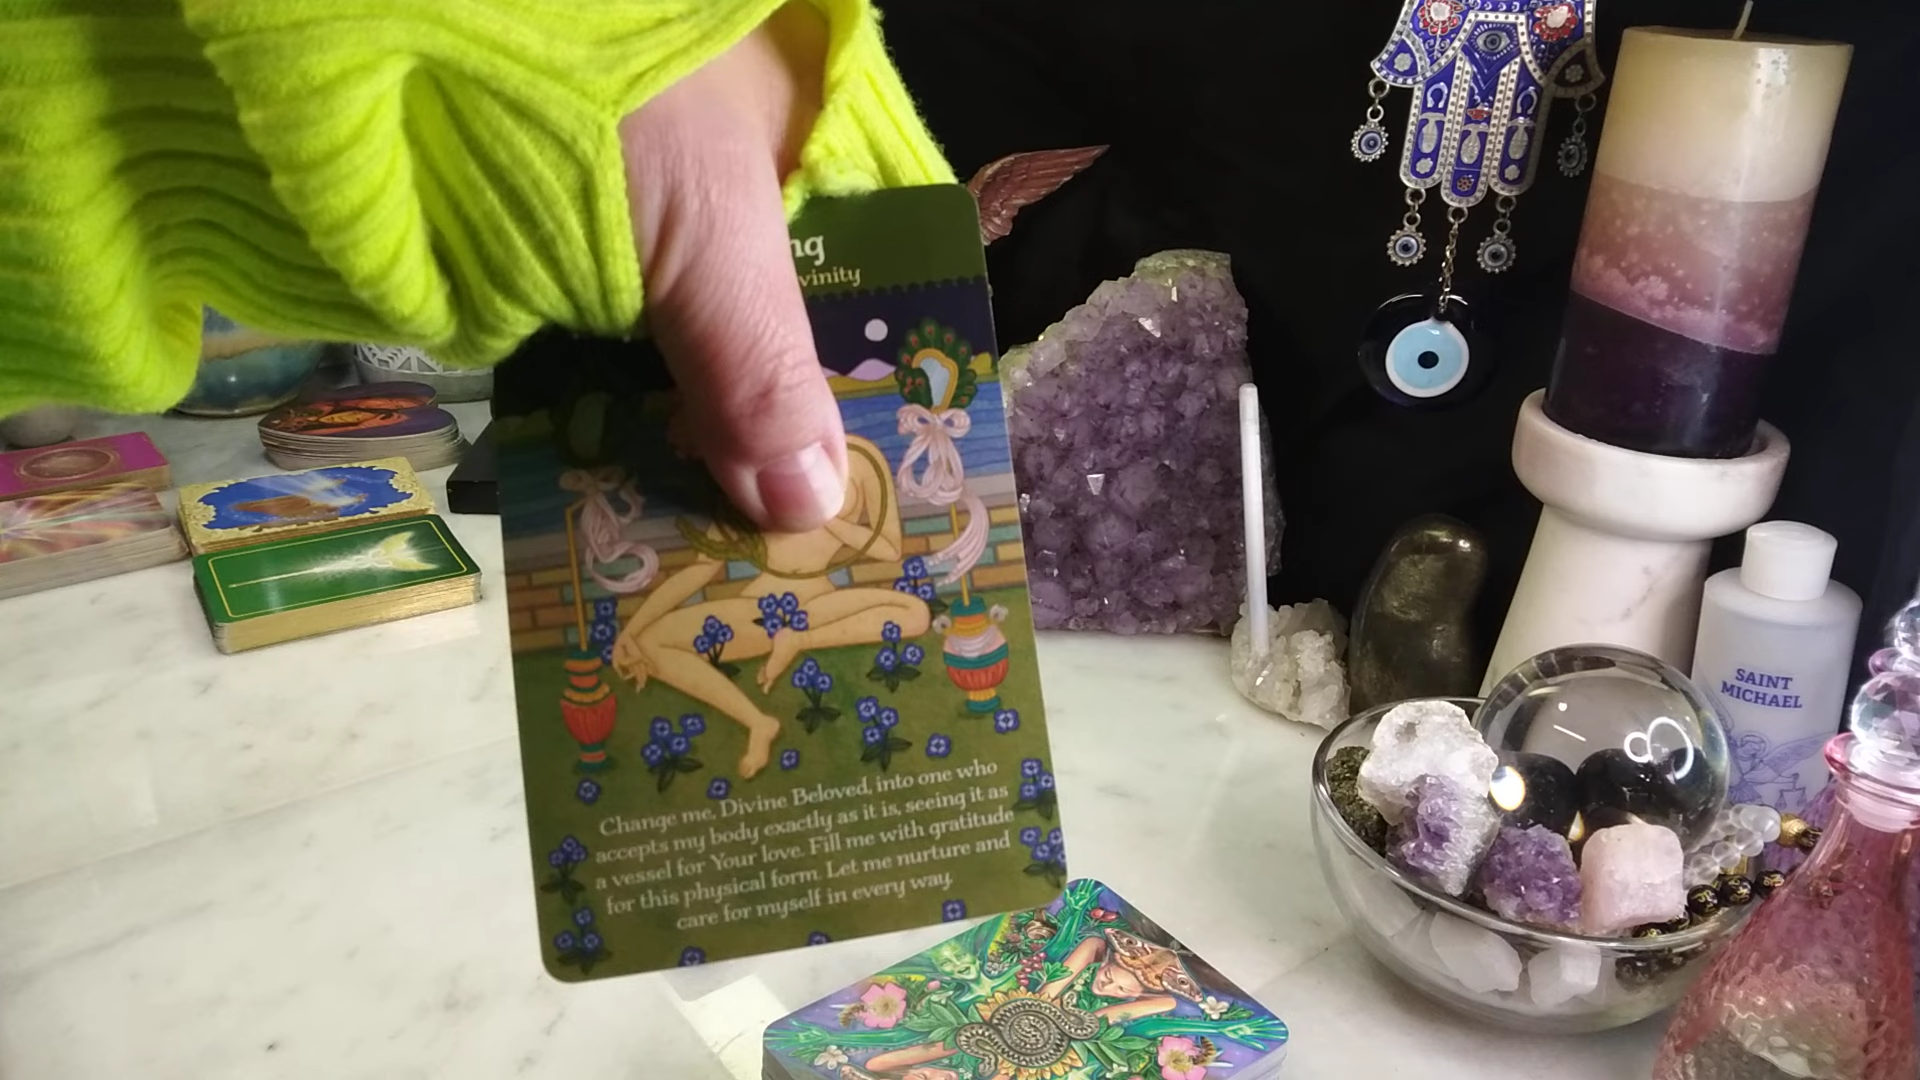 Change me, Divine Beloved, into one who
accepts my body exactly as it is, seeing it as
a vessel for Your love. Fill me with gratitude
for this physical form. Let me nurture and
care for myself in every way.
SAINT
MICHAEL